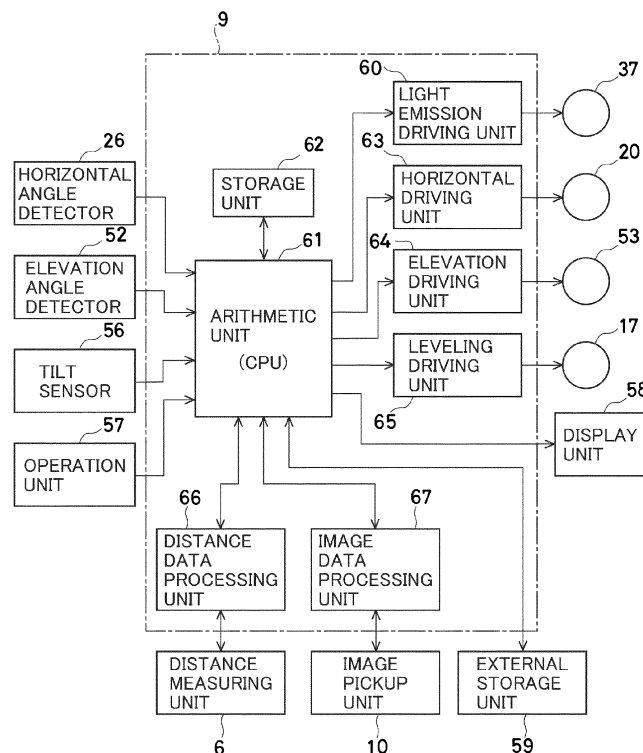 9
60
37
LIGHT
EMISSION
DRIVING UNIT
26
HORIZONTAL
ANGLE
DETECTOR
62
STORAGE
UNIT
63
HORIZONTAL
DRIVING
UNIT
20
52
ELEVATION
ANGLE
DETECTOR
61
ARITHMETIC
UNIT
(CPU)
64
ELEVATION
DRIVING
UNIT
53
56
TILT
SENSOR
LEVELING
DRIVING
UNIT
65
17
57
OPERATION
UNIT
58
DISPLAY
UNIT
66
DISTANCE
DATA
PROCESSING
UNIT
67
IMAGE
DATA
PROCESSING
UNIT
DISTANCE
MEASURING
UNIT
6
IMAGE
PICKUP
UNIT
10
EXTERNAL
STORAGE
UNIT
59